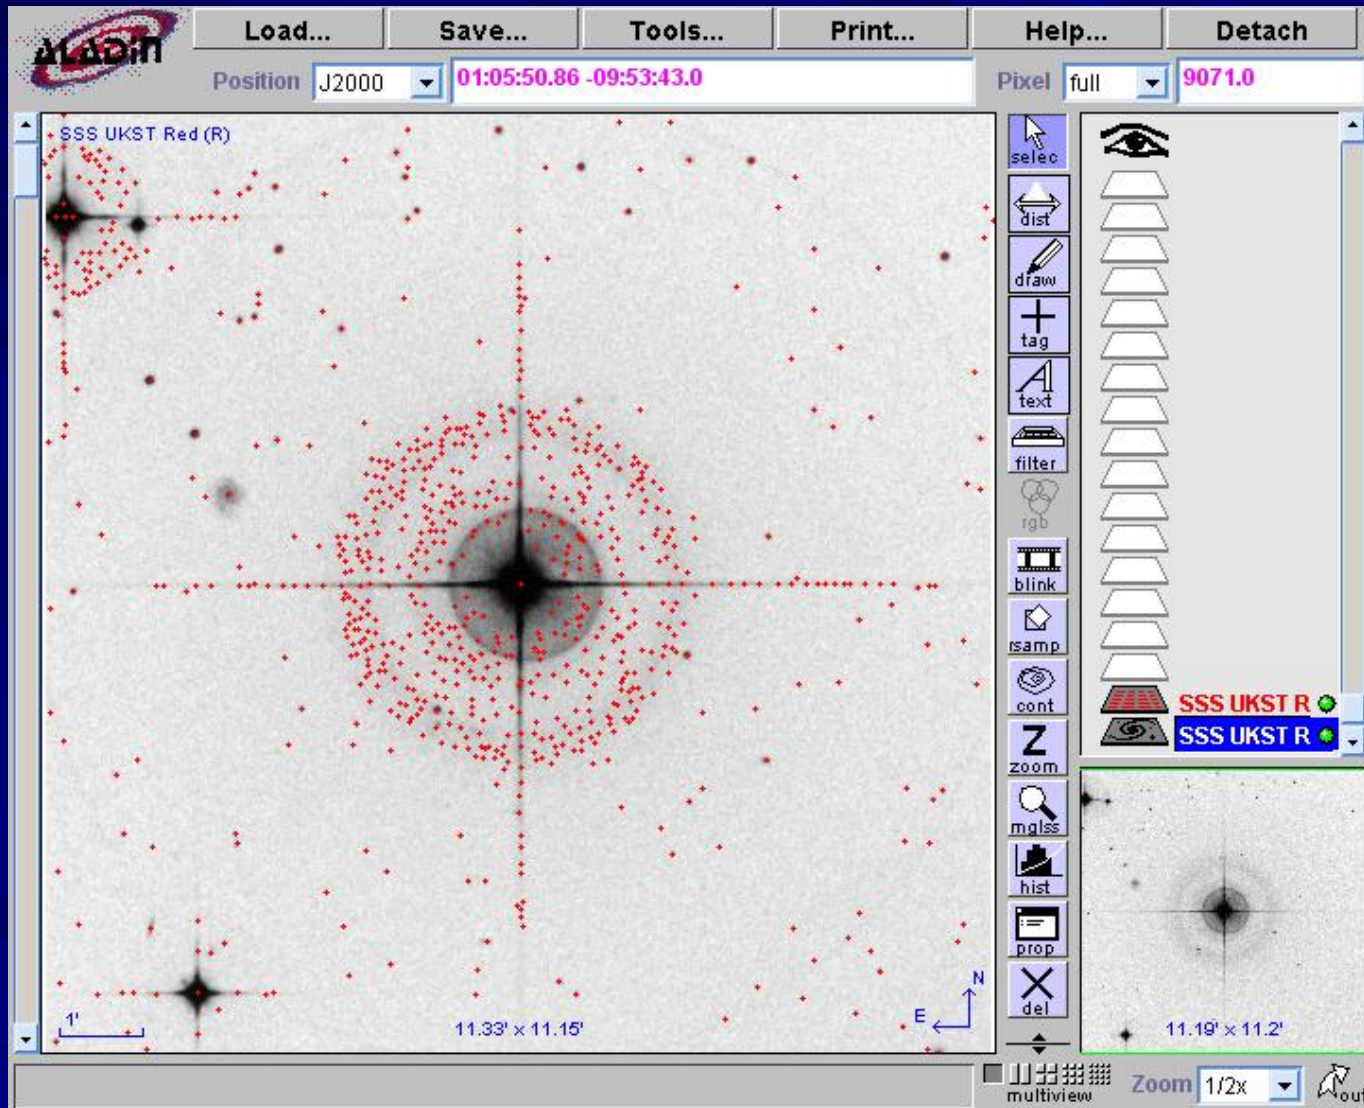 ALADIN
Load... Save... Tools... Print... Help... Detach
Position J2000 01:05:50.86 -09:53:43.0 Pixel full 9071.0
SSS UKST Red (R)
selec
dist
draw
tag
text
filter
rgb
blink
rsamp
cont
Z
zoom
mglss
hist
prop
del
SSS UKST R
SSS UKST R
1'
11.33' x 11.15'
N
E
11.19' x 11.2'
multiview
Zoom 1/2x
out